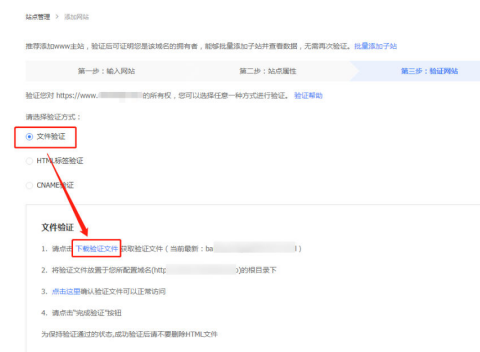 站点管理 > 添加网站
推荐添加www主站，验证后可证明您是该域名的拥有者，能够批量添加子站并查看数据，无需再次验证。批量添加子站
第一步：输入网站 第二步：站点属性 第三步：验证网站
验证您对 https://www. 的所有权，您可以选择任意一种方式进行验证。 验证帮助
请选择验证方式：
文件验证
HTML标签验证
CNAME验证
文件验证
1. 请点击 下载验证文件 获取验证文件（当前最新：ba l）
2. 将验证文件放置于您所配置域名(http )的根目录下
3. 点击这里确认验证文件可以正常访问
4. 请点击“完成验证”按钮
为保持验证通过的状态,成功验证后请不要删除HTML文件